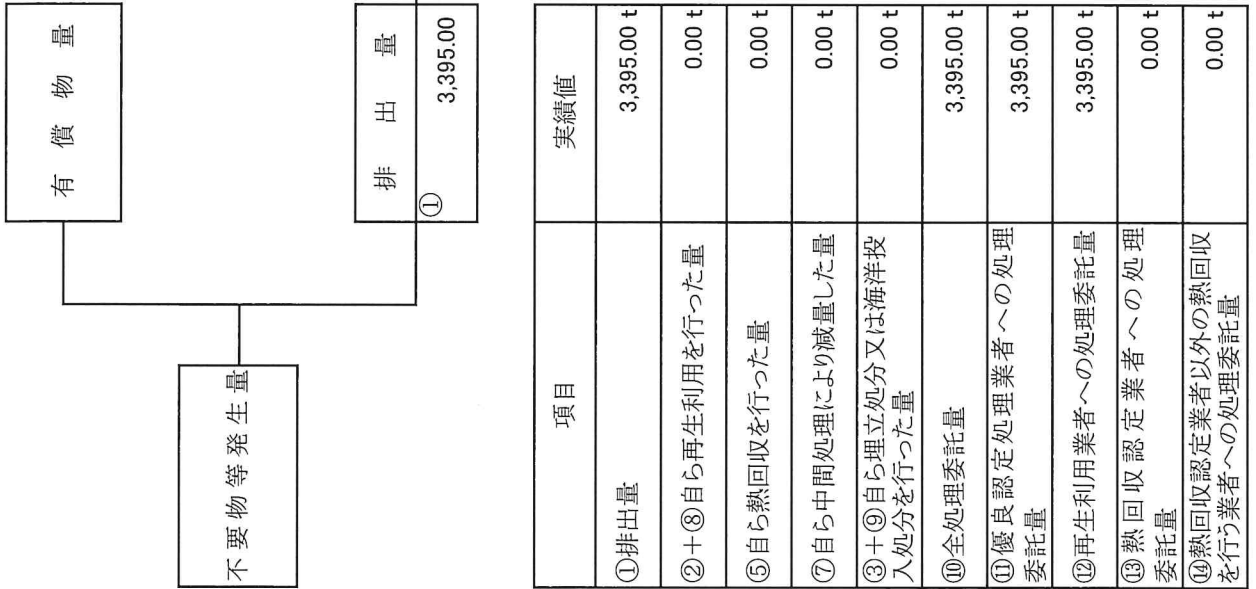 不要物等発生量
有償物量
排出量
①
3,395.00
項目 実績値
①排出量 3,395.00 t
②+⑧自ら再生利用を行った量 0.00 t
⑤自ら熱回収を行った量 0.00 t
⑦自ら中間処理により減量した量 0.00 t
③+⑨自ら埋立処分又は海洋投
入処分を行った量 0.00 t
⑩全処理委託量 3,395.00 t
⑪優良認定処理業者への処理
委託量 3,395.00 t
⑫再生利用業者への処理委託量 3,395.00 t
⑬熱回収認定業者への処理
委託量 0.00 t
⑭熱回収認定業者以外の熱回収
を行う業者への処理委託量 0.00 t